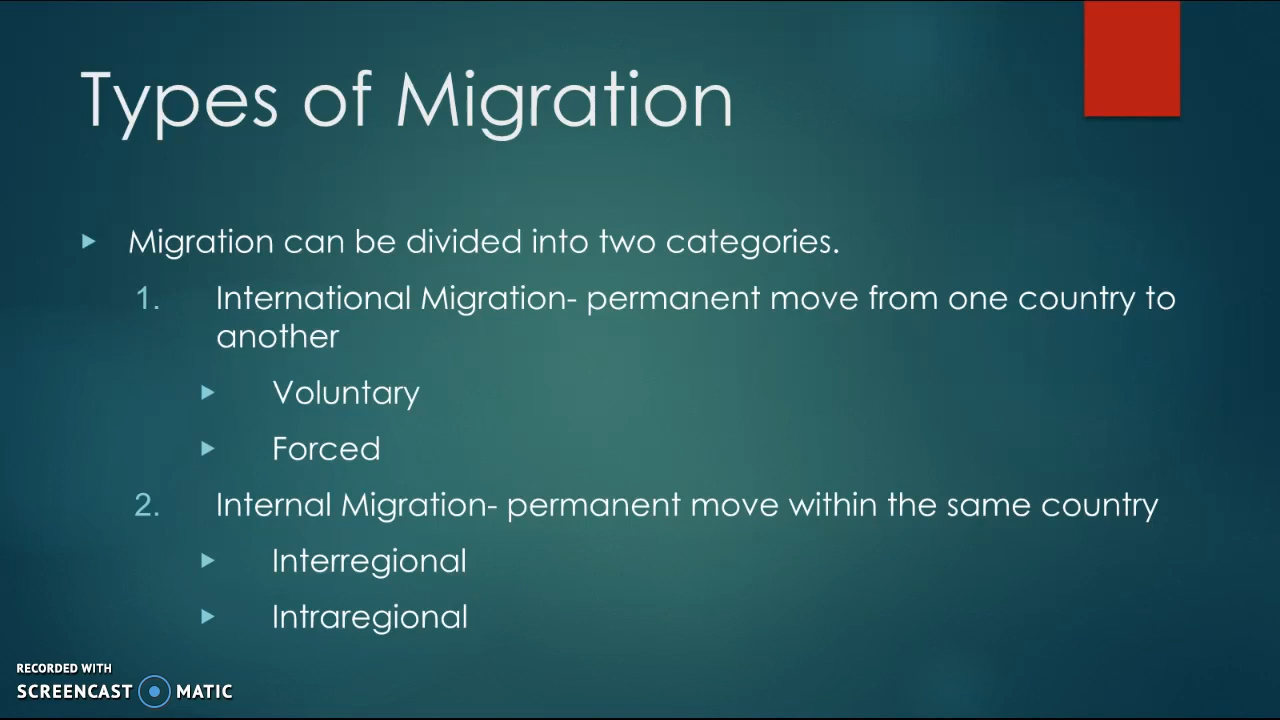 Types of Migration
Migration can be divided into two categories.
1. International Migration- permanent move from one country to
another
Voluntary
Forced
2. Internal Migration- permanent move within the same country
Interregional
Intraregional
RECORDED WITH
SCREENCAST MATIC